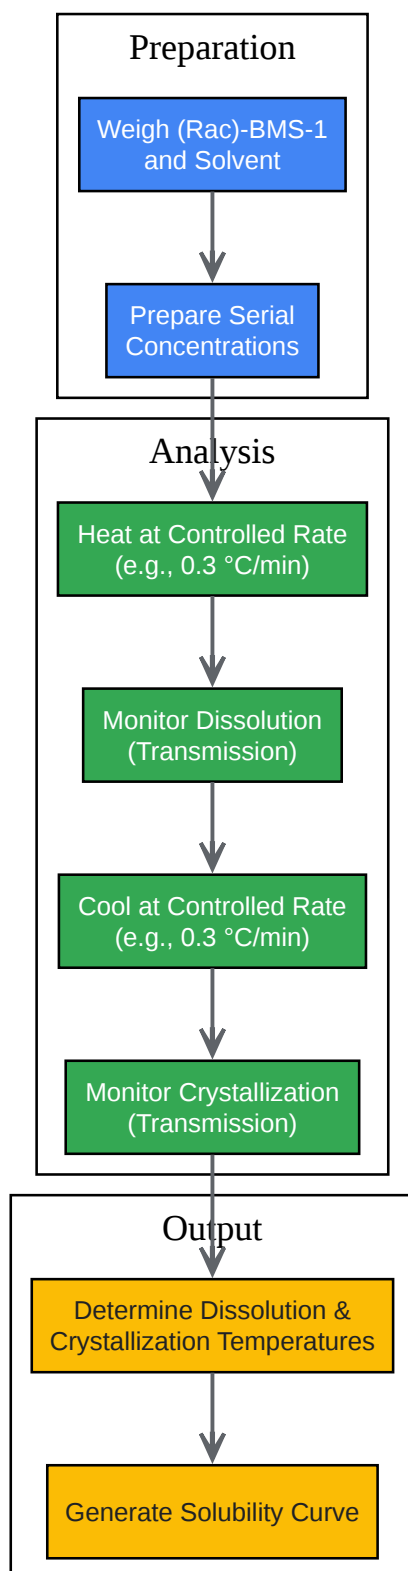 Preparation
Weigh (Rac)-BMS-1
and Solvent
Prepare Serial
Concentrations
Analysis
Heat at Controlled Rate
(e.g., 0.3 °C/min)
Monitor Dissolution
(Transmission)
Cool at Controlled Rate
(e.g., 0.3 °C/min)
Monitor Crystallization
(Transmission)
Output
Determine Dissolution &
Crystallization Temperatures
Generate Solubility Curve